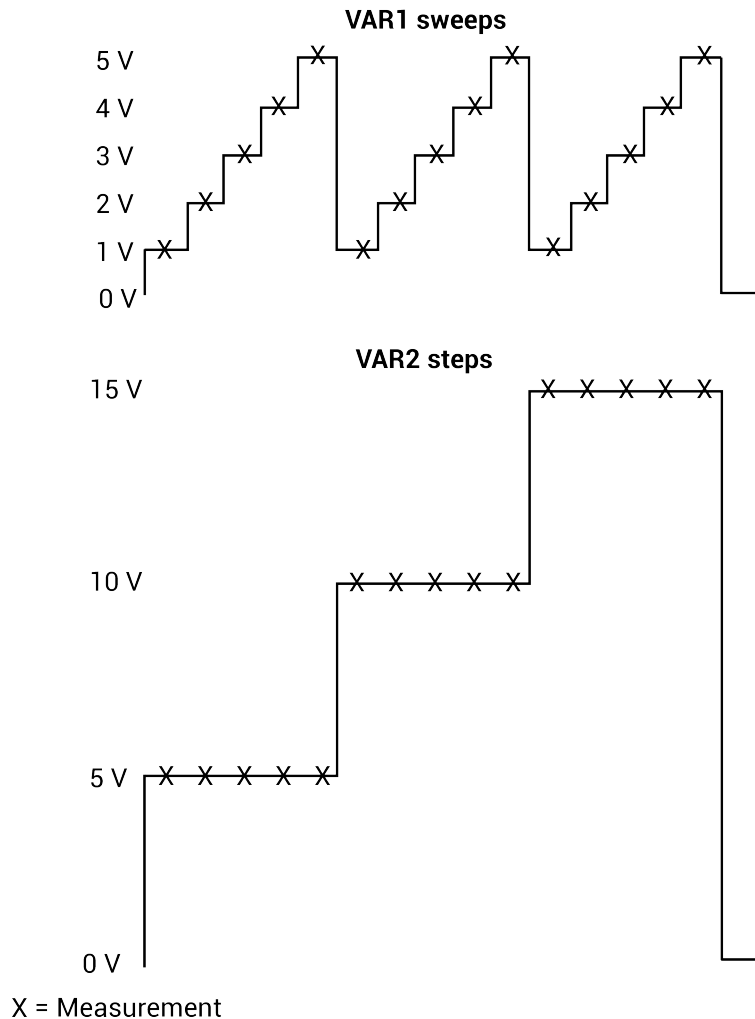 VAR1 sweeps
5 V
4 V
3 V
2 V
1 V
0 V
VAR2 steps
15 V
10 V
5 V
0 V
X = Measurement